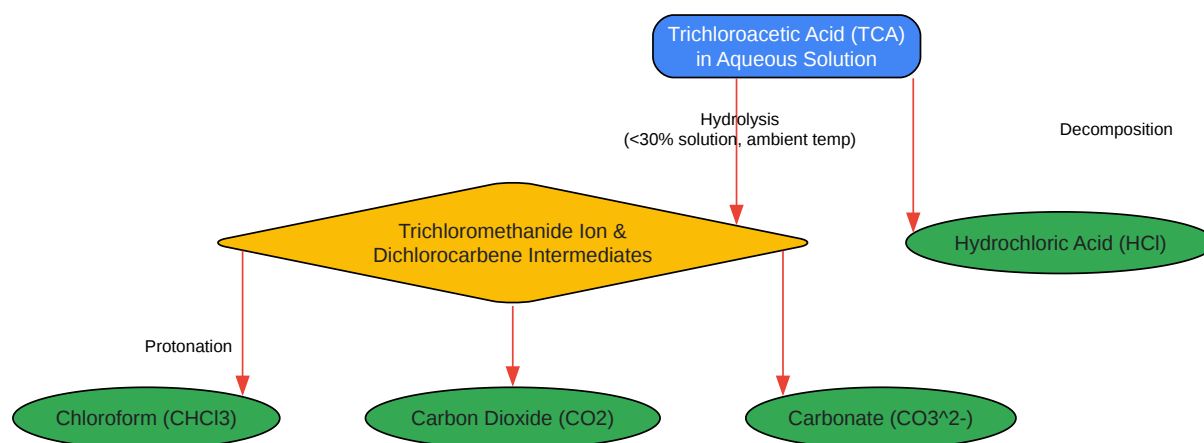 Trichloroacetic Acid (TCA)
in Aqueous Solution
Hydrolysis
(<30% solution, ambient temp)
Decomposition
Trichloromethanide Ion &
Dichlorocarbene Intermediates
Hydrochloric Acid (HCl)
Protonation
Chloroform (CHCl3)
Carbon Dioxide (CO2)
Carbonate (CO3^2-)